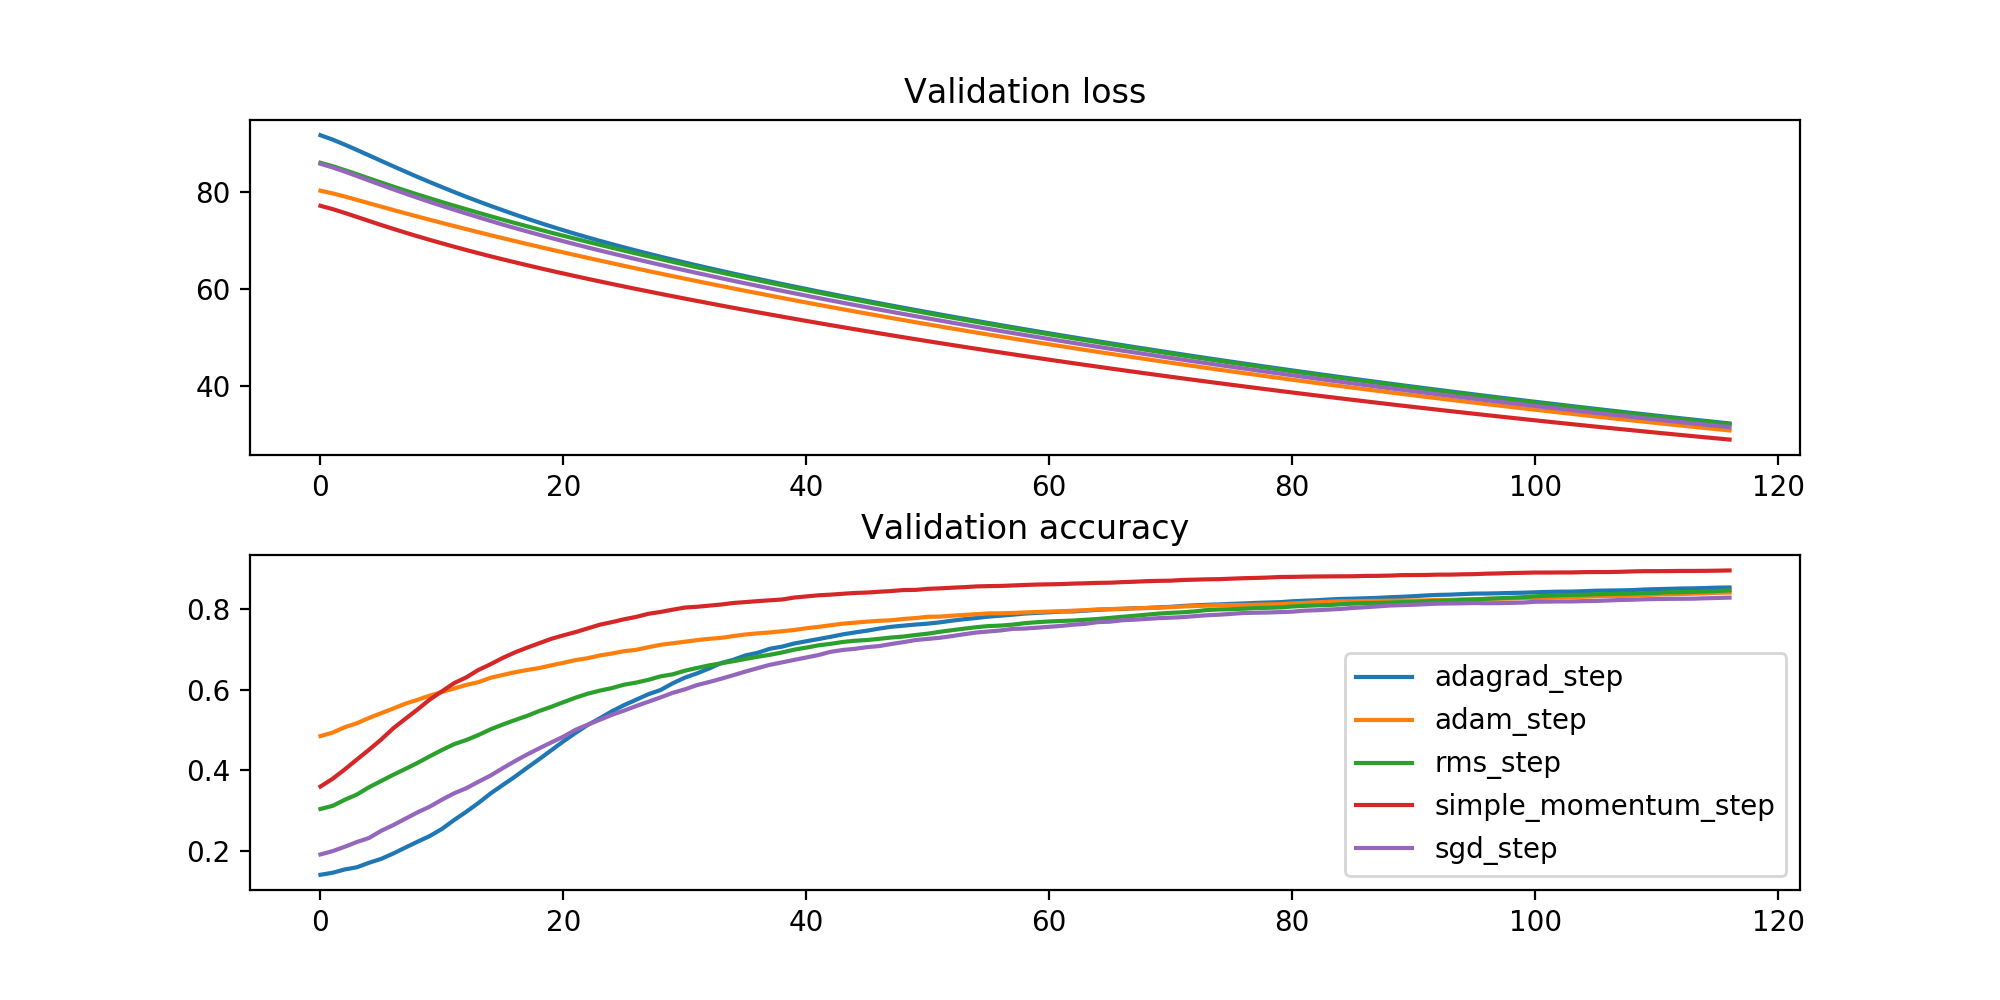 Validation loss
80
60
40
0 20 40 60 80 100 120
Validation accuracy
0.8
0.6
0.4
0.2
adagrad_step
adam_step
rms_step
simple_momentum_step
sgd_step
0 20 40 60 80 100 120